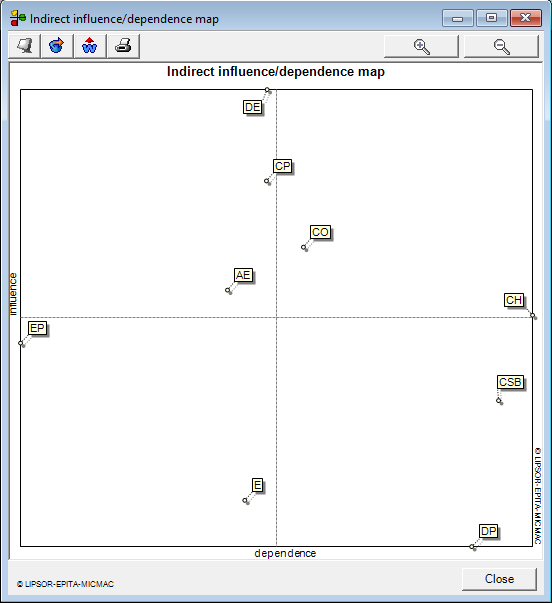 Indirect influence/dependence map
Indirect influence/dependence map
DE
CP
CO
AE
influence
CH
EP
CSB
E
DP
© LIPSOR-EPITA-MICMAC
dependence
© LIPSOR-EPITA-MICMAC
Close